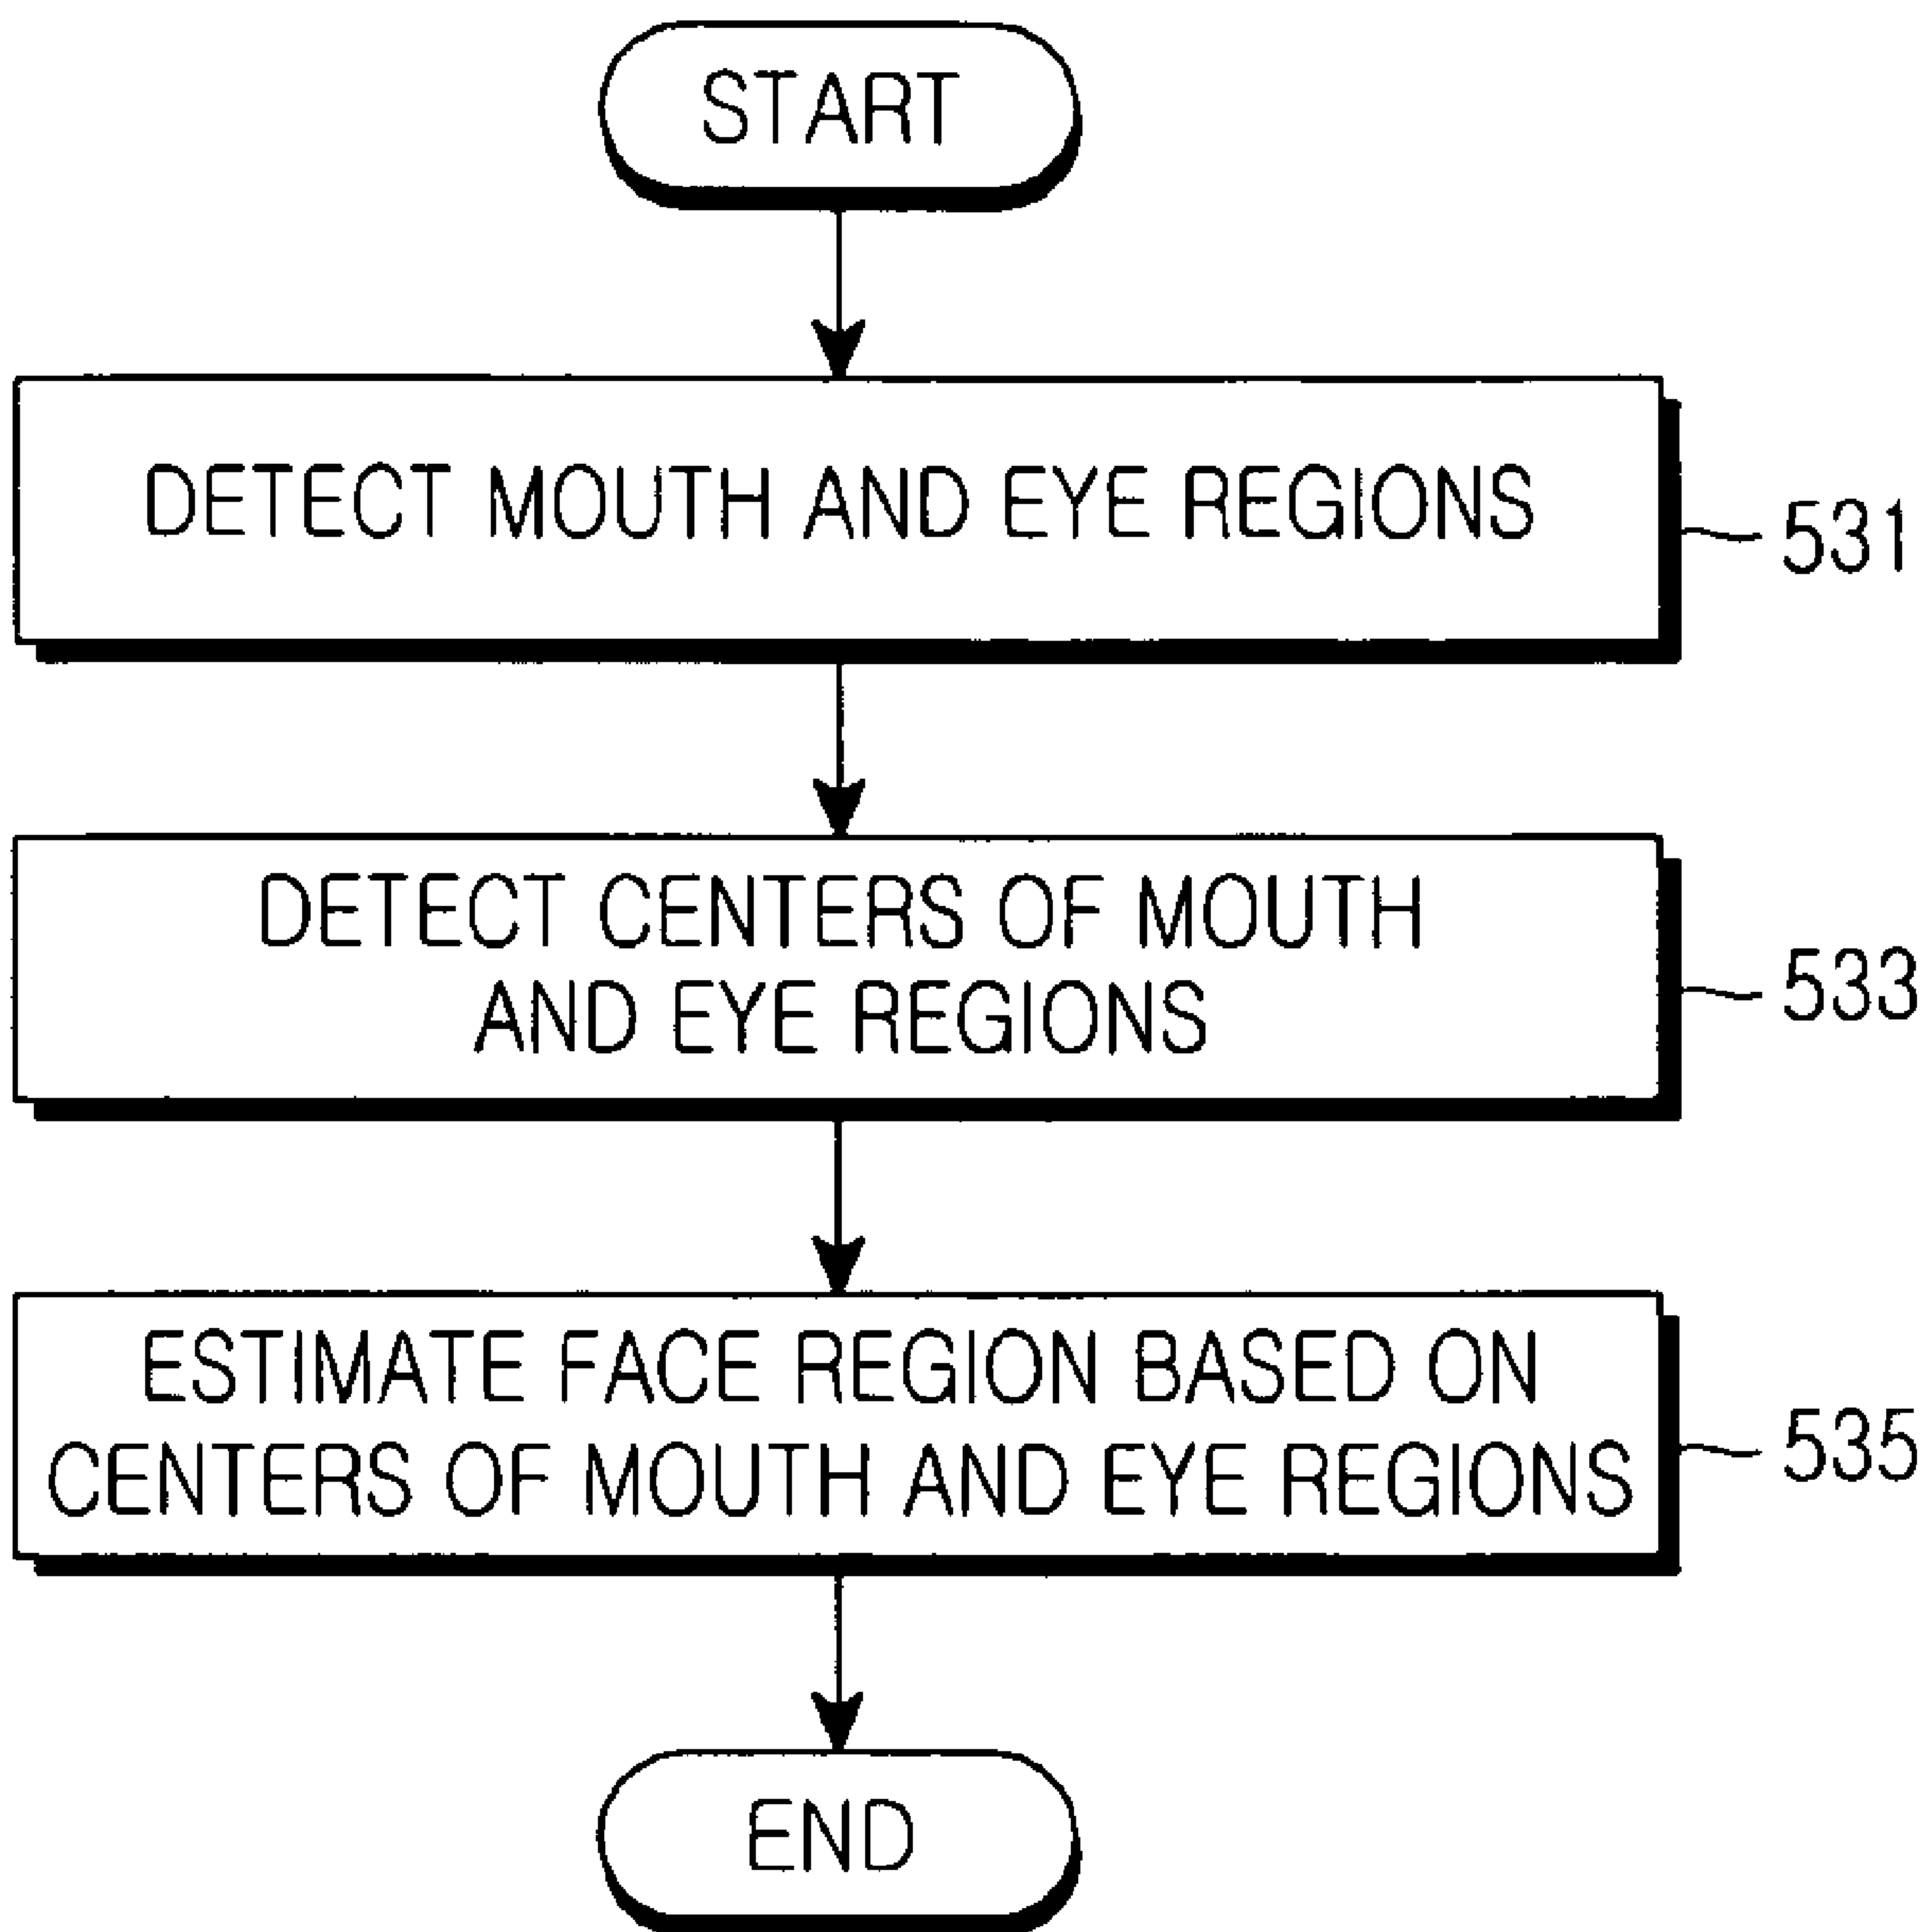 START
DETECT MOUTH AND EYE REGIONS
531
DETECT CENTERS OF MOUTH
AND EYE REGIONS
533
ESTIMATE FACE REGION BASED ON
CENTERS OF MOUTH AND EYE REGIONS
535
END